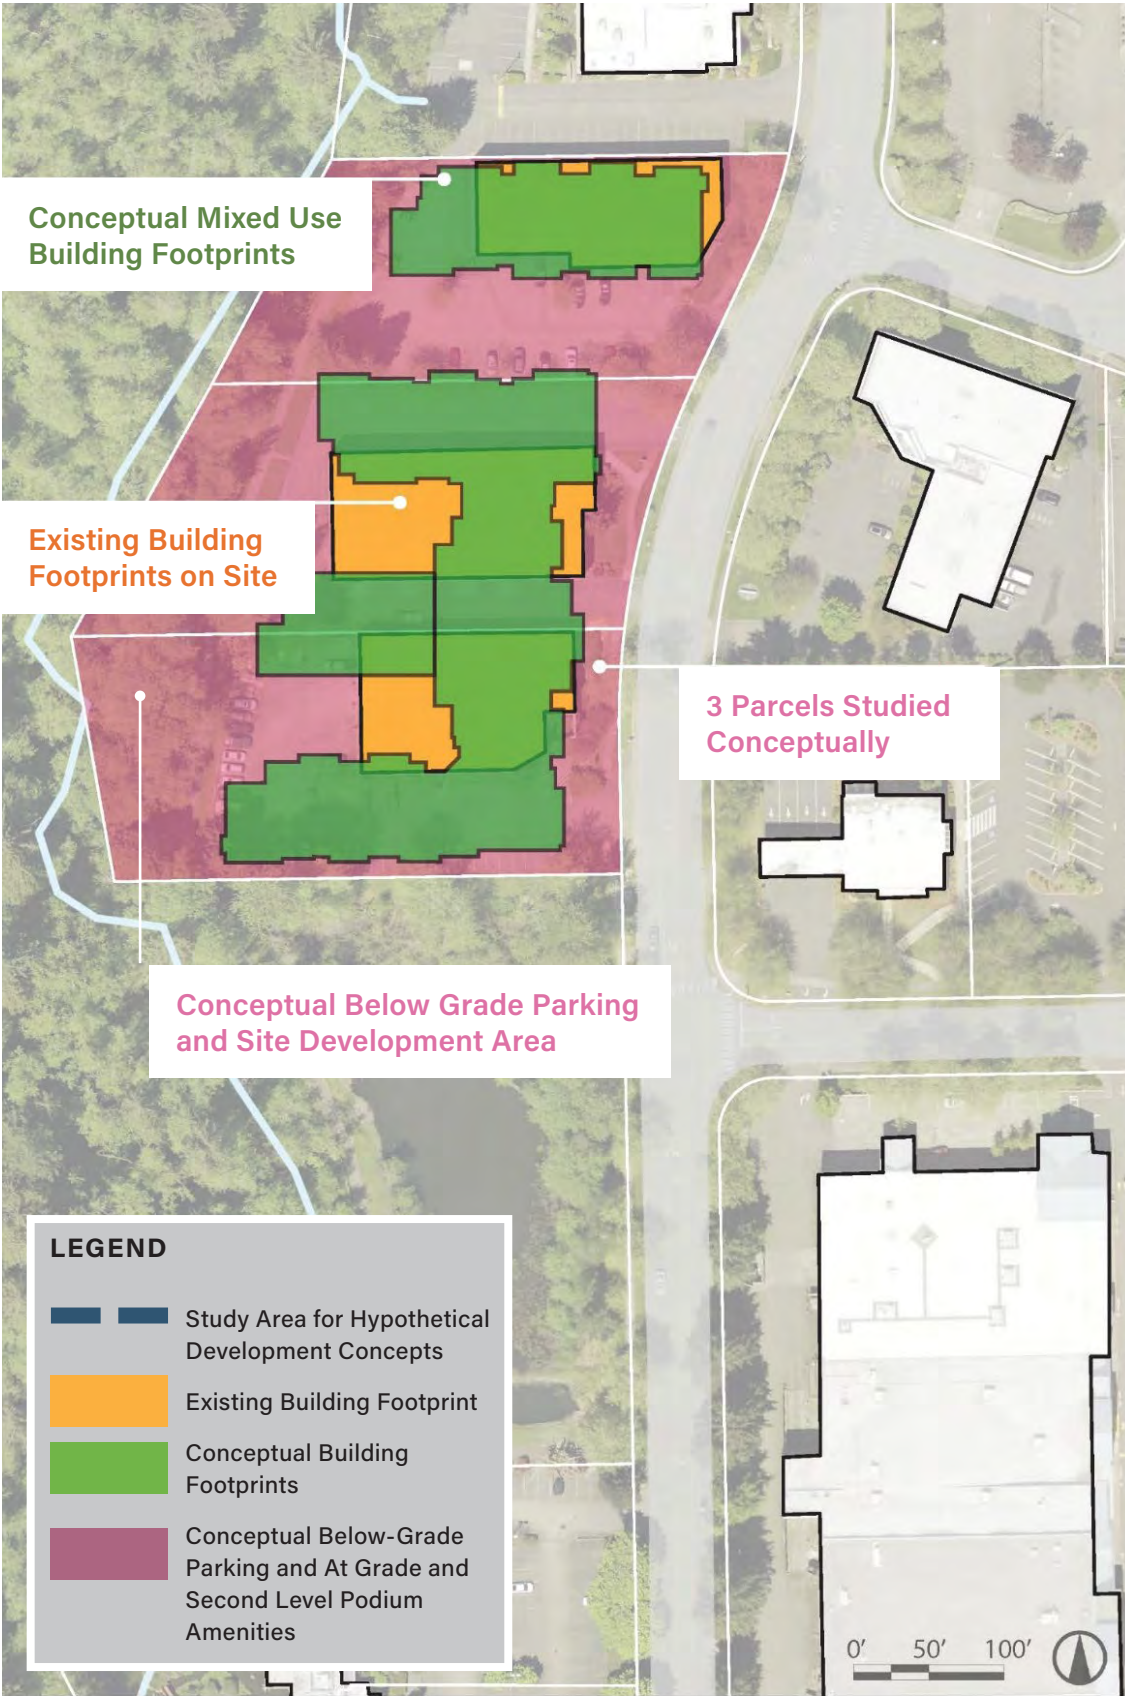 Conceptual Mixed Use
Building Footprints
Existing Building
Footprints on Site
3 Parcels Studied
Conceptually
Conceptual Below Grade Parking
and Site Development Area
LEGEND
Study Area for Hypothetical
Development Concepts
Existing Building Footprint
Conceptual Building
Footprints
Conceptual Below-Grade
Parking and At Grade and
Second Level Podium
Amenities
0' 50' 100'